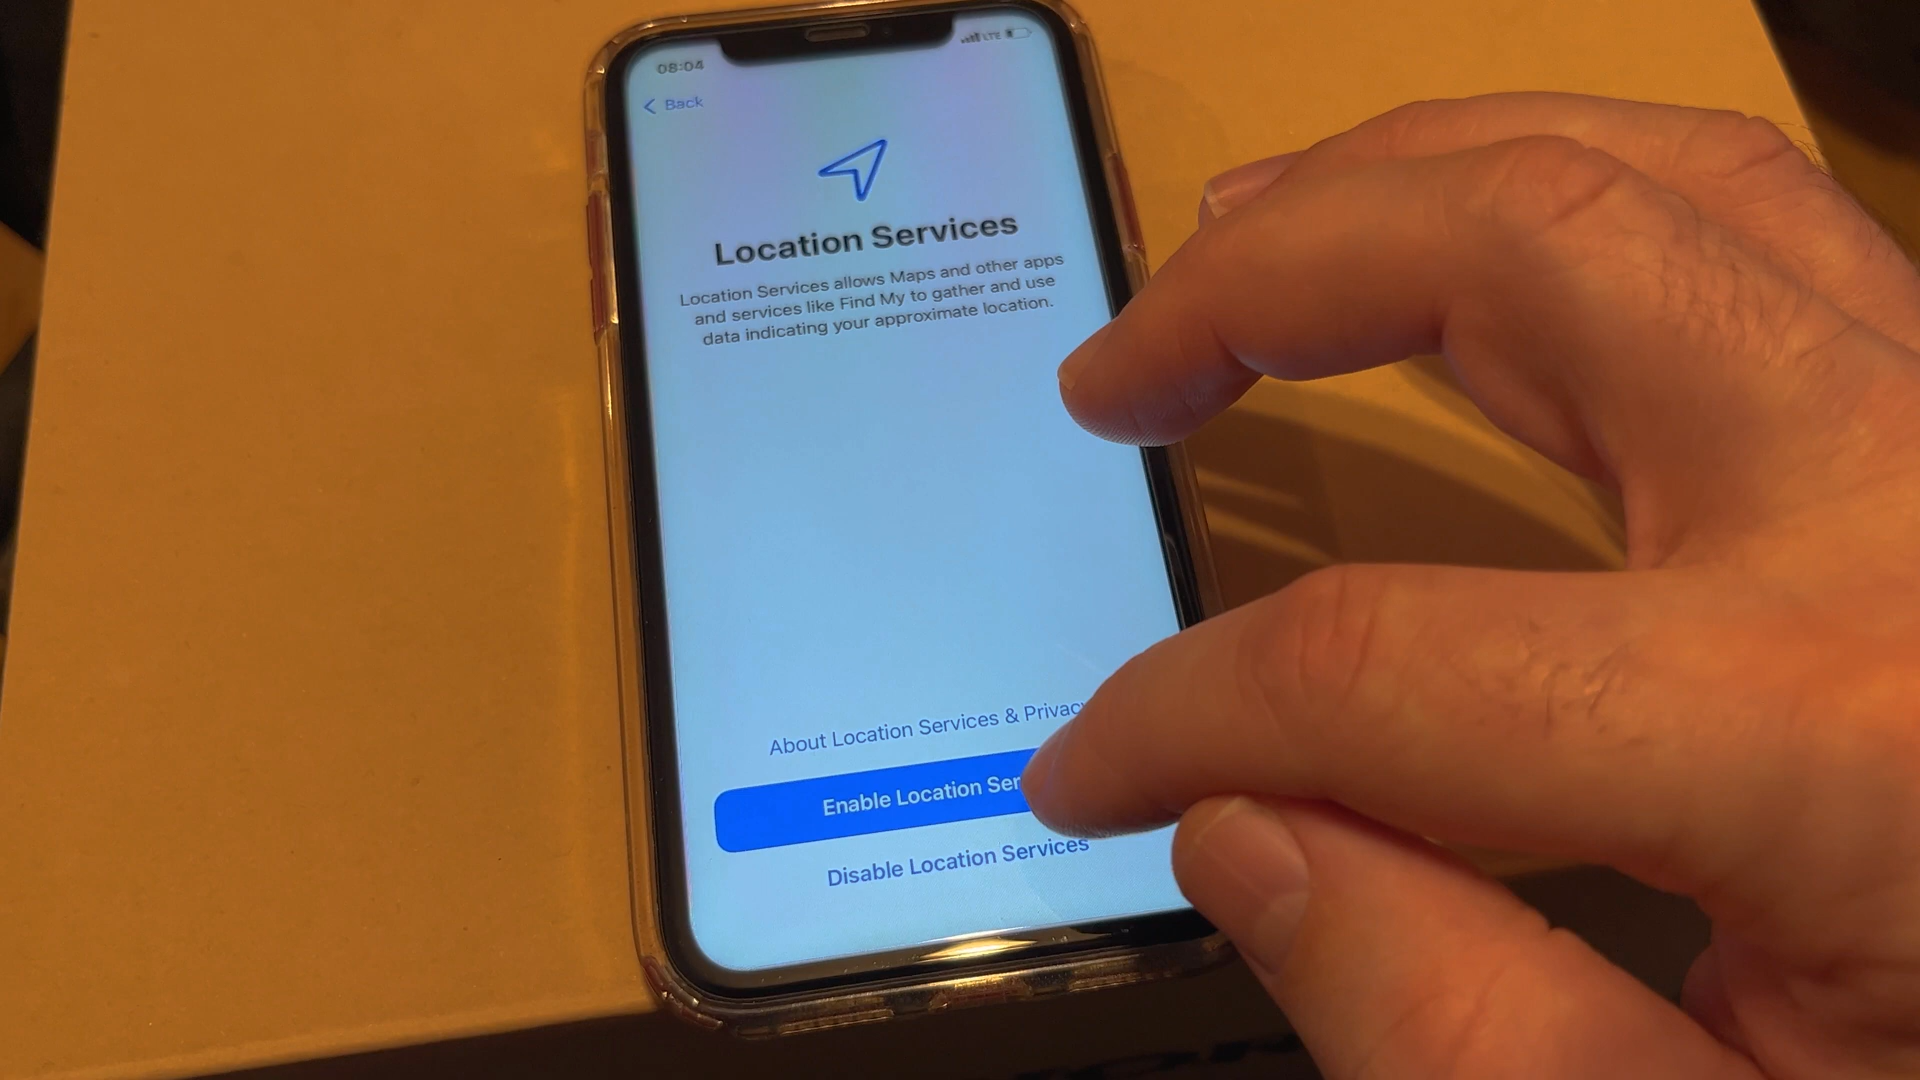 08:04
LTE
Back
Location Services
Location Services allows Maps and other apps
and services like Find My to gather and use
data indicating your approximate location.
About Location Services & Privacy
Enable Location Ser
Disable Location Services